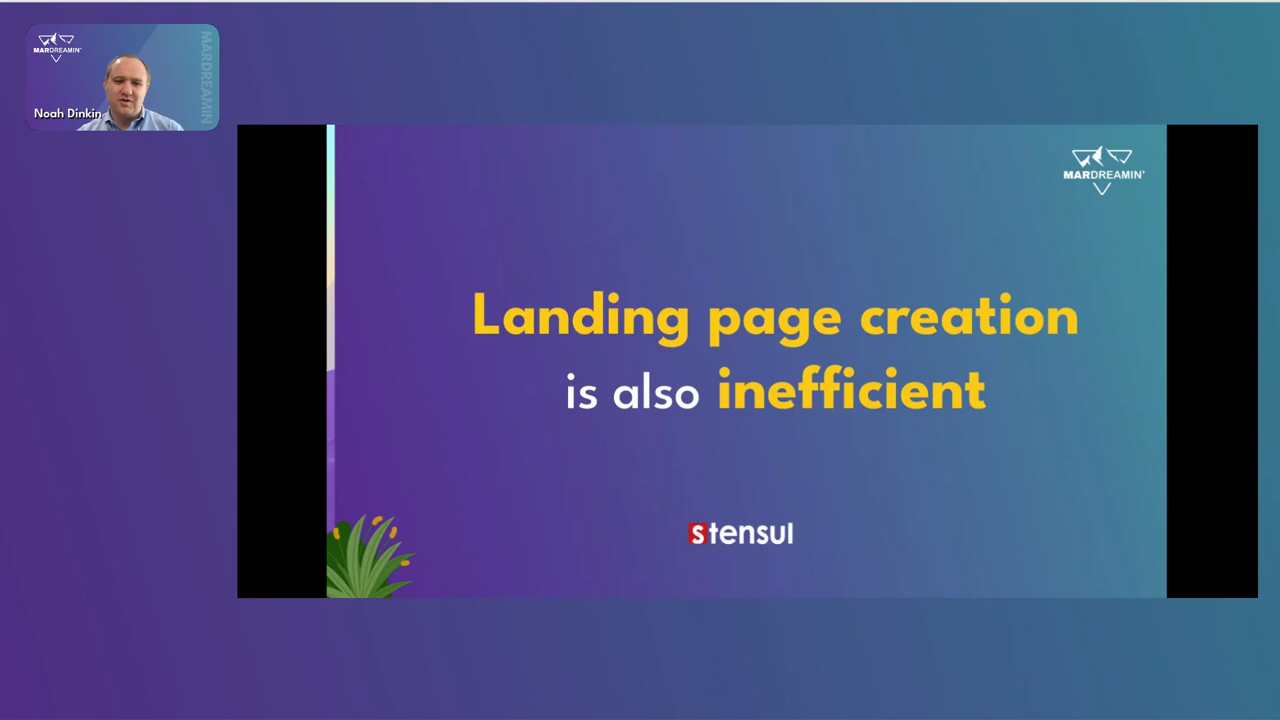 MARDREAMIN'
MARDREAMIN
Noah Dinkin
MARDREAMIN'
Landing page creation
is also inefficient
stensul